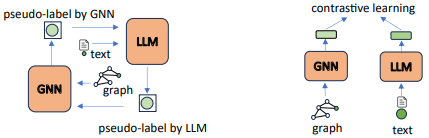 pseudo-label by GNN
LLM
text
GNN
graph
pseudo-label by LLM
contrastive learning
GNN
LLM
graph
text